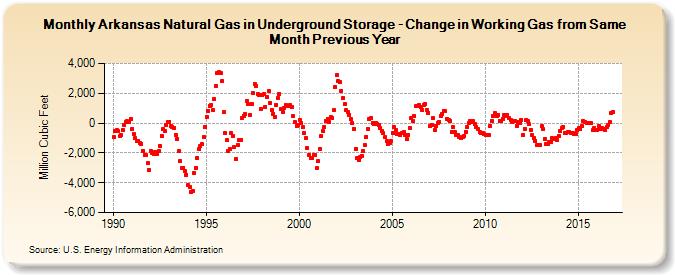 Monthly Arkansas Natural Gas in Underground Storage - Change in Working Gas from Same
Month Previous Year
Million Cubic Feet
4,000
2,000
0
-2,000
-4,000
-6,000
1990 1995 2000 2005 2010 2015
Source: U.S. Energy Information Administration